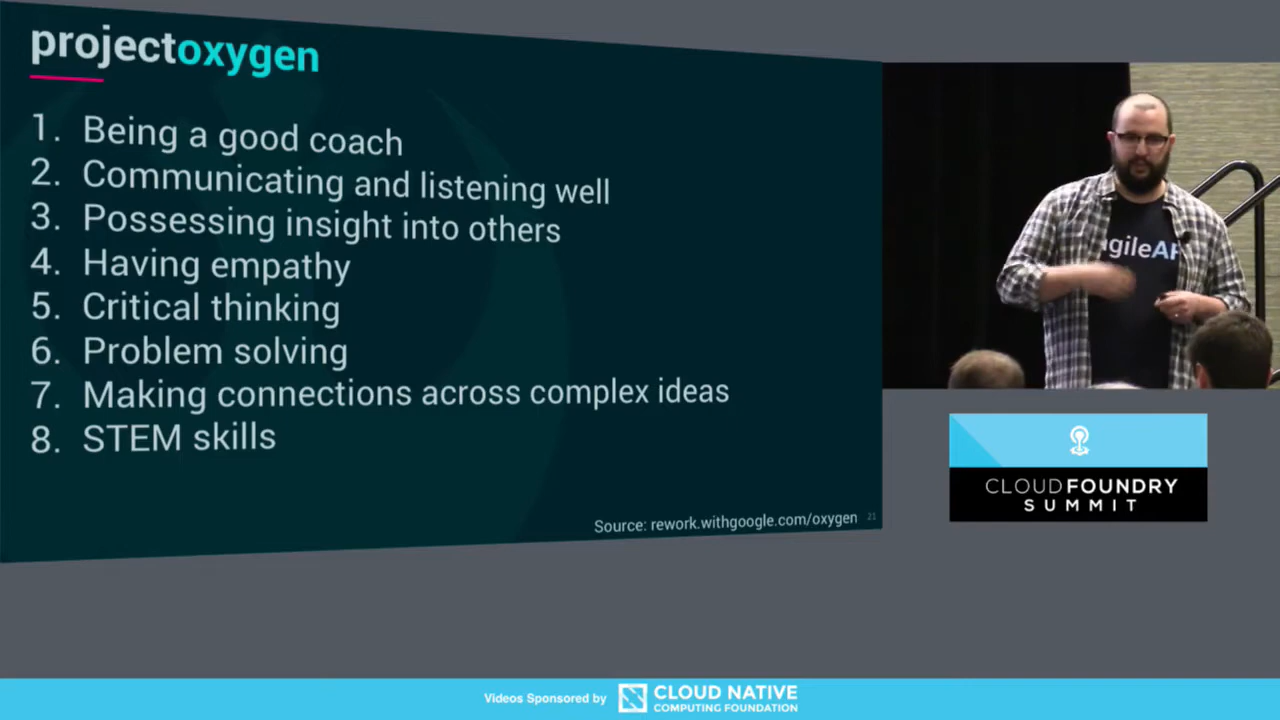 projectoxygen
1. Being a good coach
2. Communicating and listening well
3. Possessing insight into others
4. Having empathy
5. Critical thinking
6. Problem solving
7. Making connections across complex ideas
8. STEM skills
Source: rework.withgoogle.com/oxygen 21
gileAF
CLOUDFOUNDRY
SUMMIT
Videos Sponsored by
CLOUD NATIVE
COMPUTING FOUNDATION